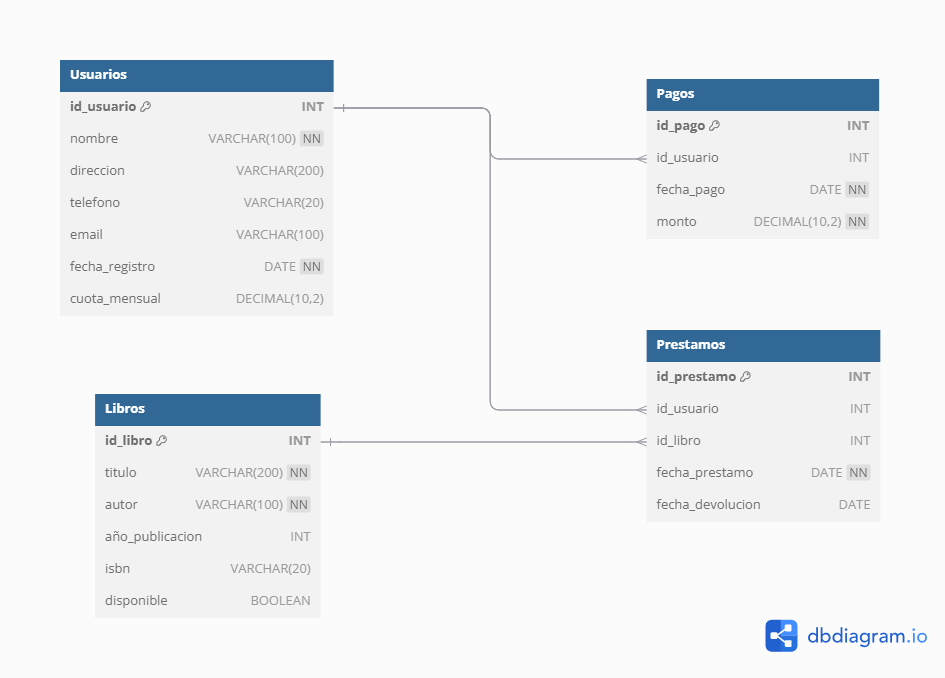 Usuarios
id_usuario INT
nombre VARCHAR(100) NN
direccion VARCHAR(200)
telefono VARCHAR(20)
email VARCHAR(100)
fecha_registro DATE NN
cuota_mensual DECIMAL(10,2)
Pagos
id_pago INT
id_usuario INT
fecha_pago DATE NN
monto DECIMAL(10,2) NN
Libros
id_libro INT
titulo VARCHAR(200) NN
autor VARCHAR(100) NN
año_publicacion INT
isbn VARCHAR(20)
disponible BOOLEAN
Prestamos
id_prestamo INT
id_usuario INT
id_libro INT
fecha_prestamo DATE NN
fecha_devolucion DATE
dbdiagram.io